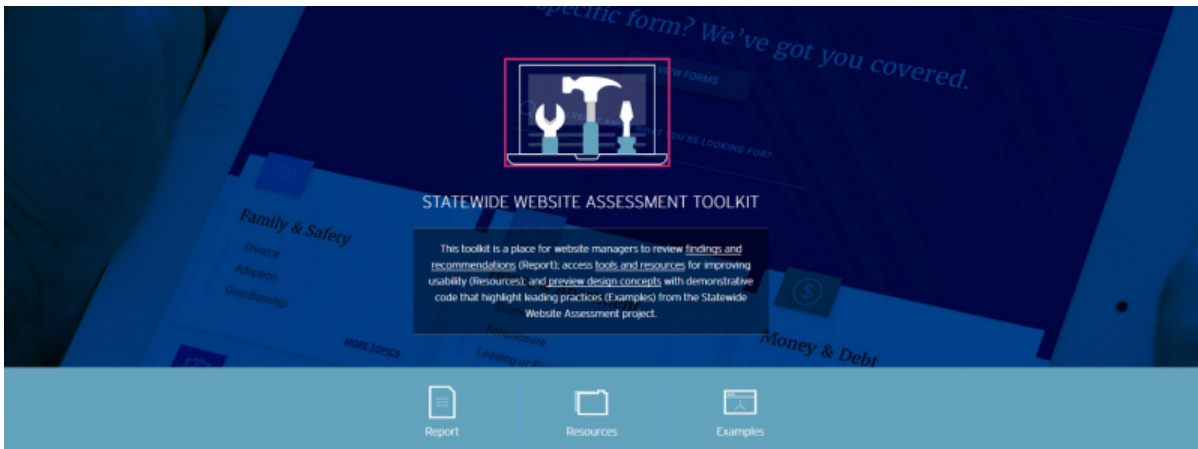 specific form? We've got you covered.
VIEW FORMS
WHAT YOU'RE LOOKING FOR?
STATEWIDE WEBSITE ASSESSMENT TOOLKIT
Family & Safety
Divorce
Adoption
Guardianship
MORE TOPICS
This toolkit is a place for website managers to review findings and
recommendations (Report); access tools and resources for improving
usability (Resources); and preview design concepts with demonstrative
code that highlight leading practices (Examples) from the Statewide
Website Assessment project.
Foreclosure
Leasing or
Money & Debt
Report
Resources
Examples